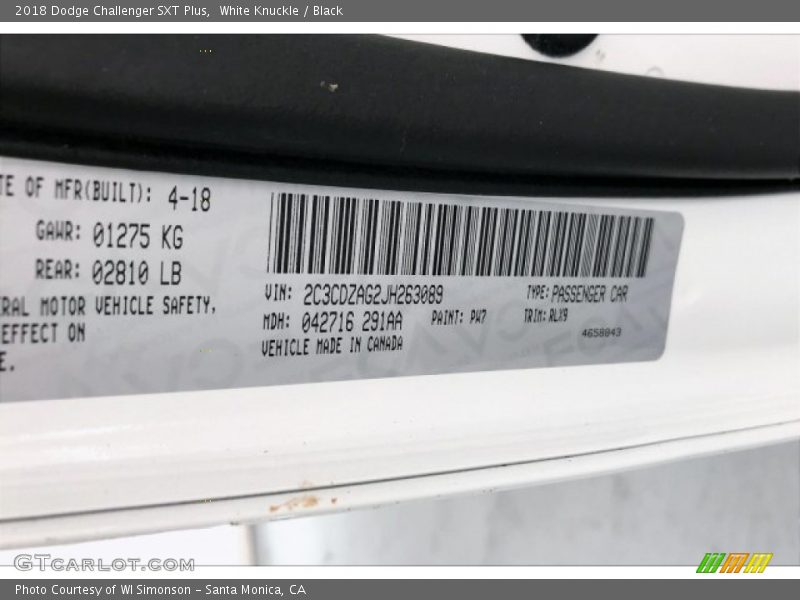 2018 Dodge Challenger SXT Plus, White Knuckle / Black
TE OF MFR(BUILT): 4-18
GAWR: 01275 KG
REAR: 02810 LB
ERAL MOTOR VEHICLE SAFETY,
EFFECT ON
E.
VIN: 2C3CDZAG2JH263089
TYPE: PASSENGER CAR
MDH: 042716 291AA
PAINT: PW7
TRIM: RLX9
VEHICLE MADE IN CANADA
4658843
GTCARLOT.COM
Photo Courtesy of WI Simonson - Santa Monica, CA